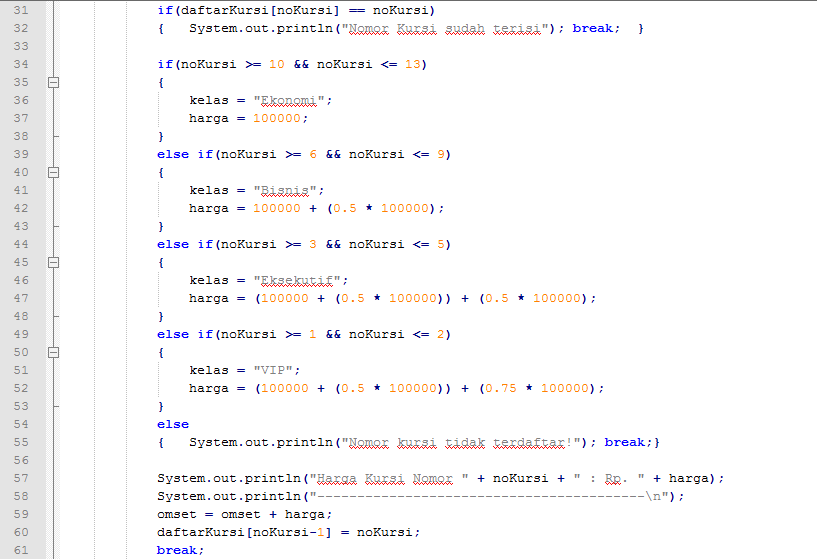 31 if(daftarKursi[noKursi] == noKursi)
32 {   System.out.println("Nomor Kursi sudah terisi"); break;  }
33
34 if(noKursi >= 10 && noKursi <= 13)
35 {
36     kelas = "Ekonomi";
37     harga = 100000;
38 }
39 else if(noKursi >= 6 && noKursi <= 9)
40 {
41     kelas = "Bisnis";
42     harga = 100000 + (0.5 * 100000);
43 }
44 else if(noKursi >= 3 && noKursi <= 5)
45 {
46     kelas = "Eksekutif";
47     harga = (100000 + (0.5 * 100000)) + (0.5 * 100000);
48 }
49 else if(noKursi >= 1 && noKursi <= 2)
50 {
51     kelas = "VIP";
52     harga = (100000 + (0.5 * 100000)) + (0.75 * 100000);
53 }
54 else
55 {   System.out.println("Nomor kursi tidak terdaftar!"); break;}
56
57 System.out.println("Harga Kursi Nomor " + noKursi + " : Rp. " + harga);
58 System.out.println("-----------------------------------------\n");
59 omset = omset + harga;
60 daftarKursi[noKursi-1] = noKursi;
61 break;